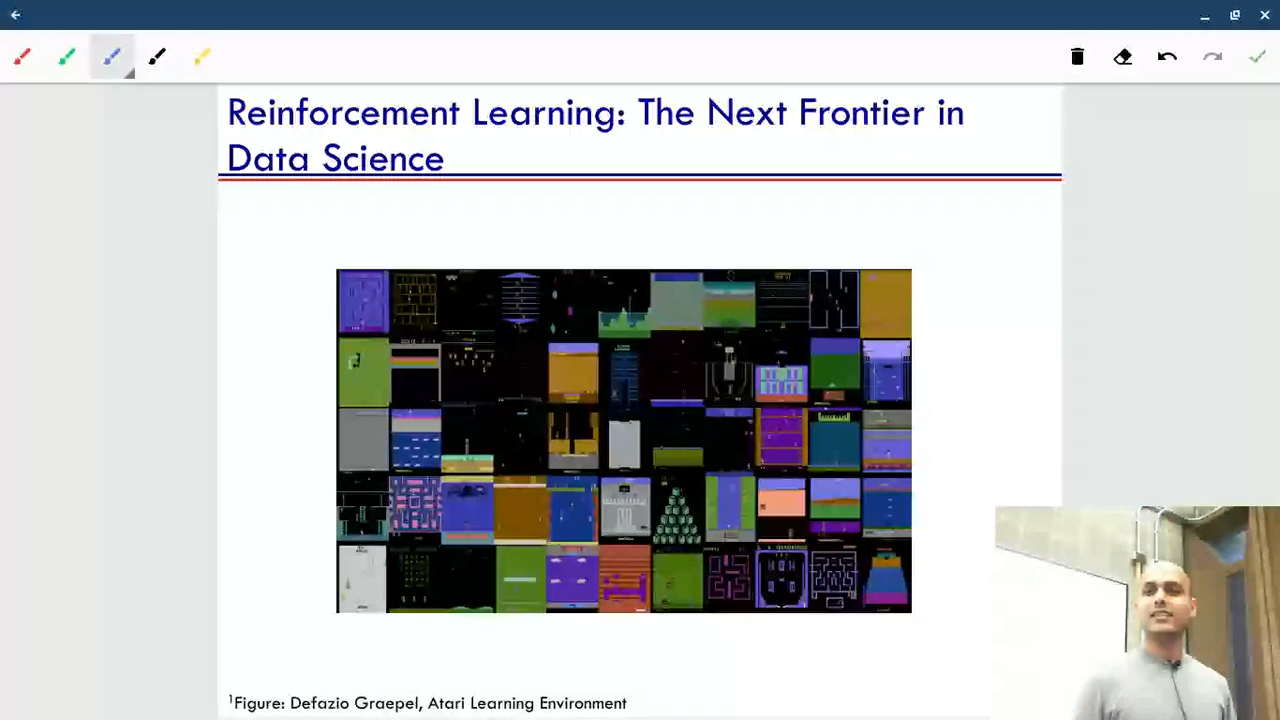 Reinforcement Learning: The Next Frontier in
Data Science
¹Figure: Defazio Graepel, Atari Learning Environment